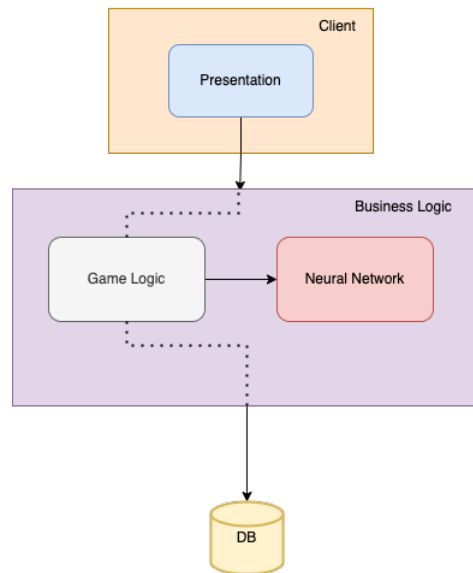 Client
Presentation
Business Logic
Game Logic
Neural Network
DB